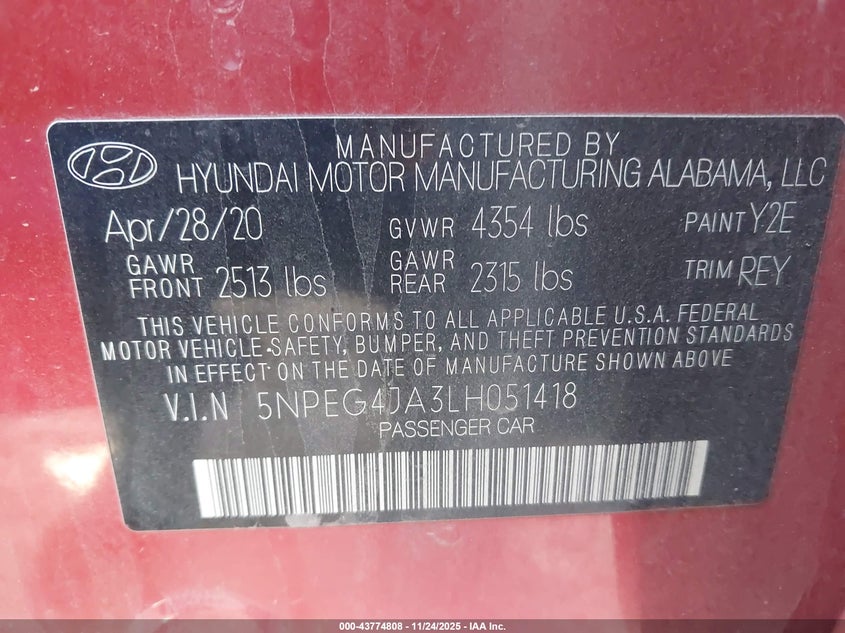 MANUFACTURED BY
HYUNDAI MOTOR MANUFACTURING ALABAMA, LLC
Apr/28/20 GVWR 4354 lbs PAINT Y2E
GAWR FRONT 2513 lbs GAWR REAR 2315 lbs TRIM REY
THIS VEHICLE CONFORMS TO ALL APPLICABLE U.S.A. FEDERAL
MOTOR VEHICLE SAFETY, BUMPER, AND THEFT PREVENTION STANDARDS
IN EFFECT ON THE DATE OF MANUFACTURE SHOWN ABOVE
V.I.N 5NPEG4JA3LH051418
PASSENGER CAR
000-43774808 - 11/24/2025 - IAA Inc.